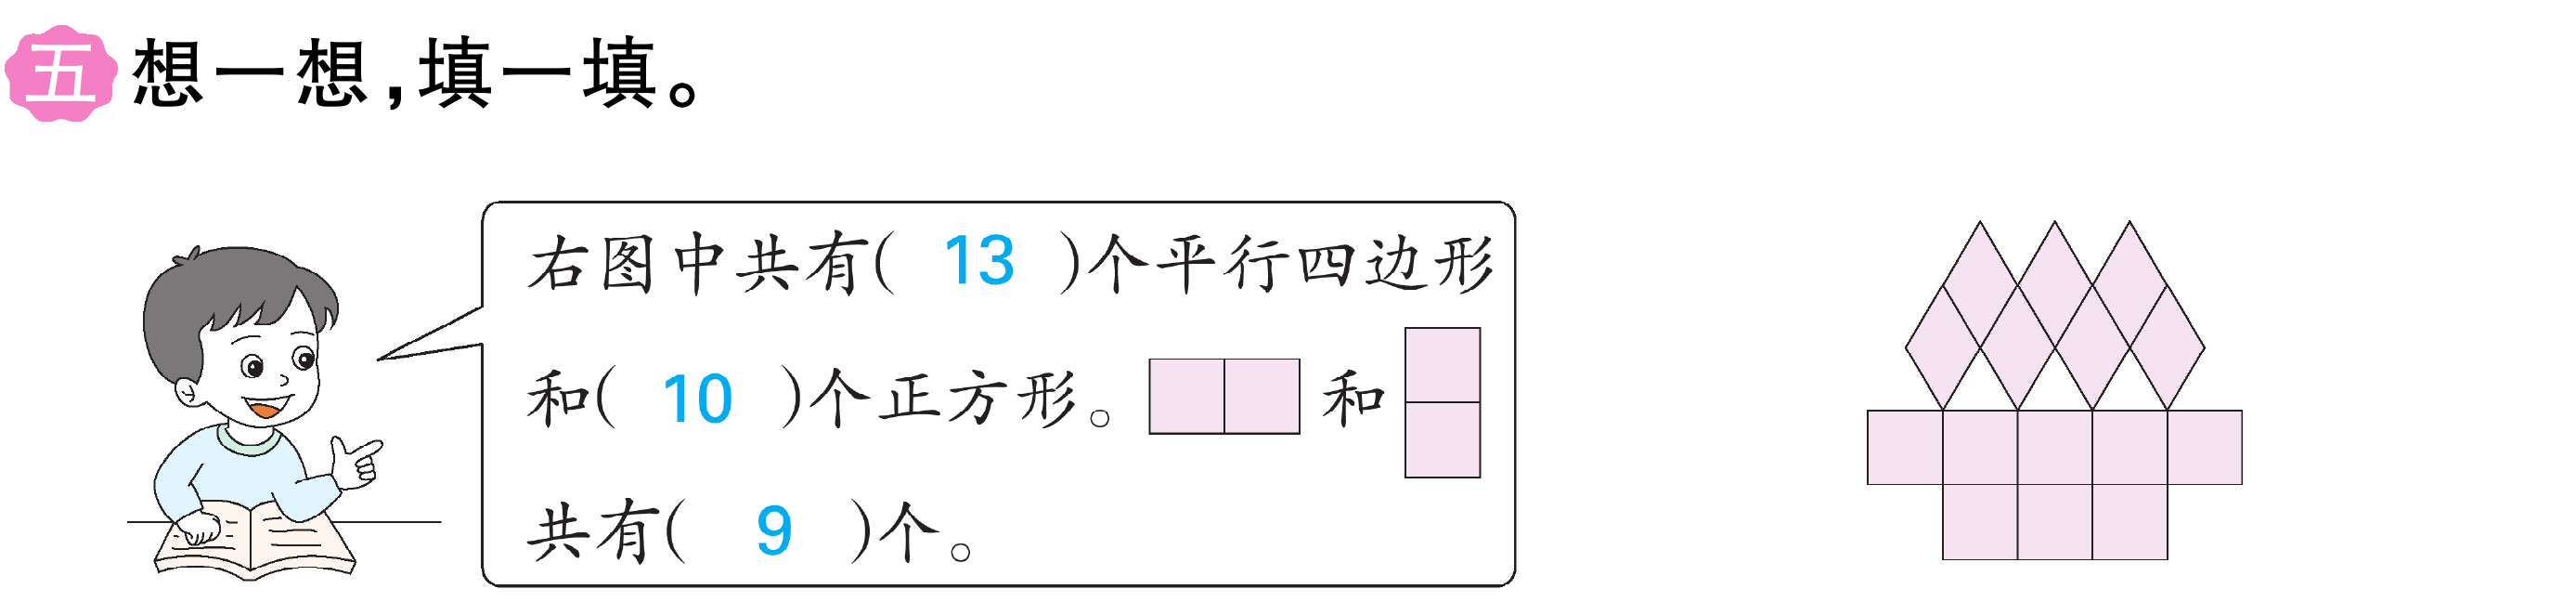 五 想一想,填一填。
右图中共有( 13 )个平行四边形
和( 10 )个正方形。 和
共有( 9 )个。